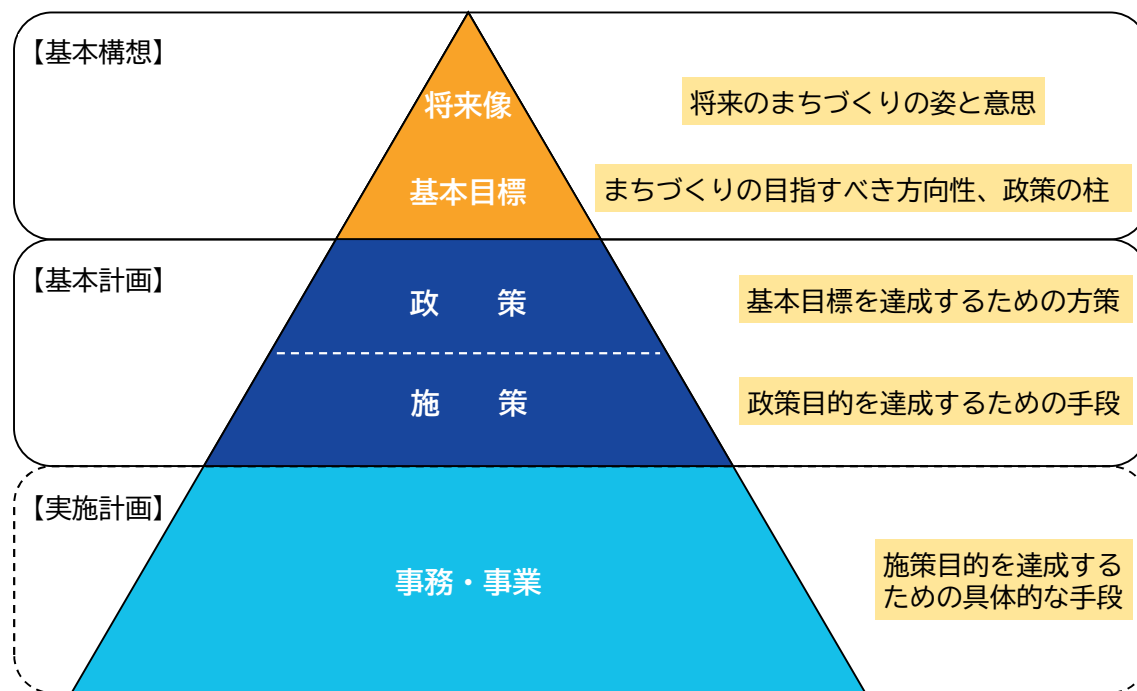 【基本構想】
将来像
将来のまちづくりの姿と意思
基本目標
まちづくりの目指すべき方向性、政策の柱
【基本計画】
政　　策
基本目標を達成するための方策
施　　策
政策目的を達成するための手段
【実施計画】
事務・事業
施策目的を達成する
ための具体的な手段